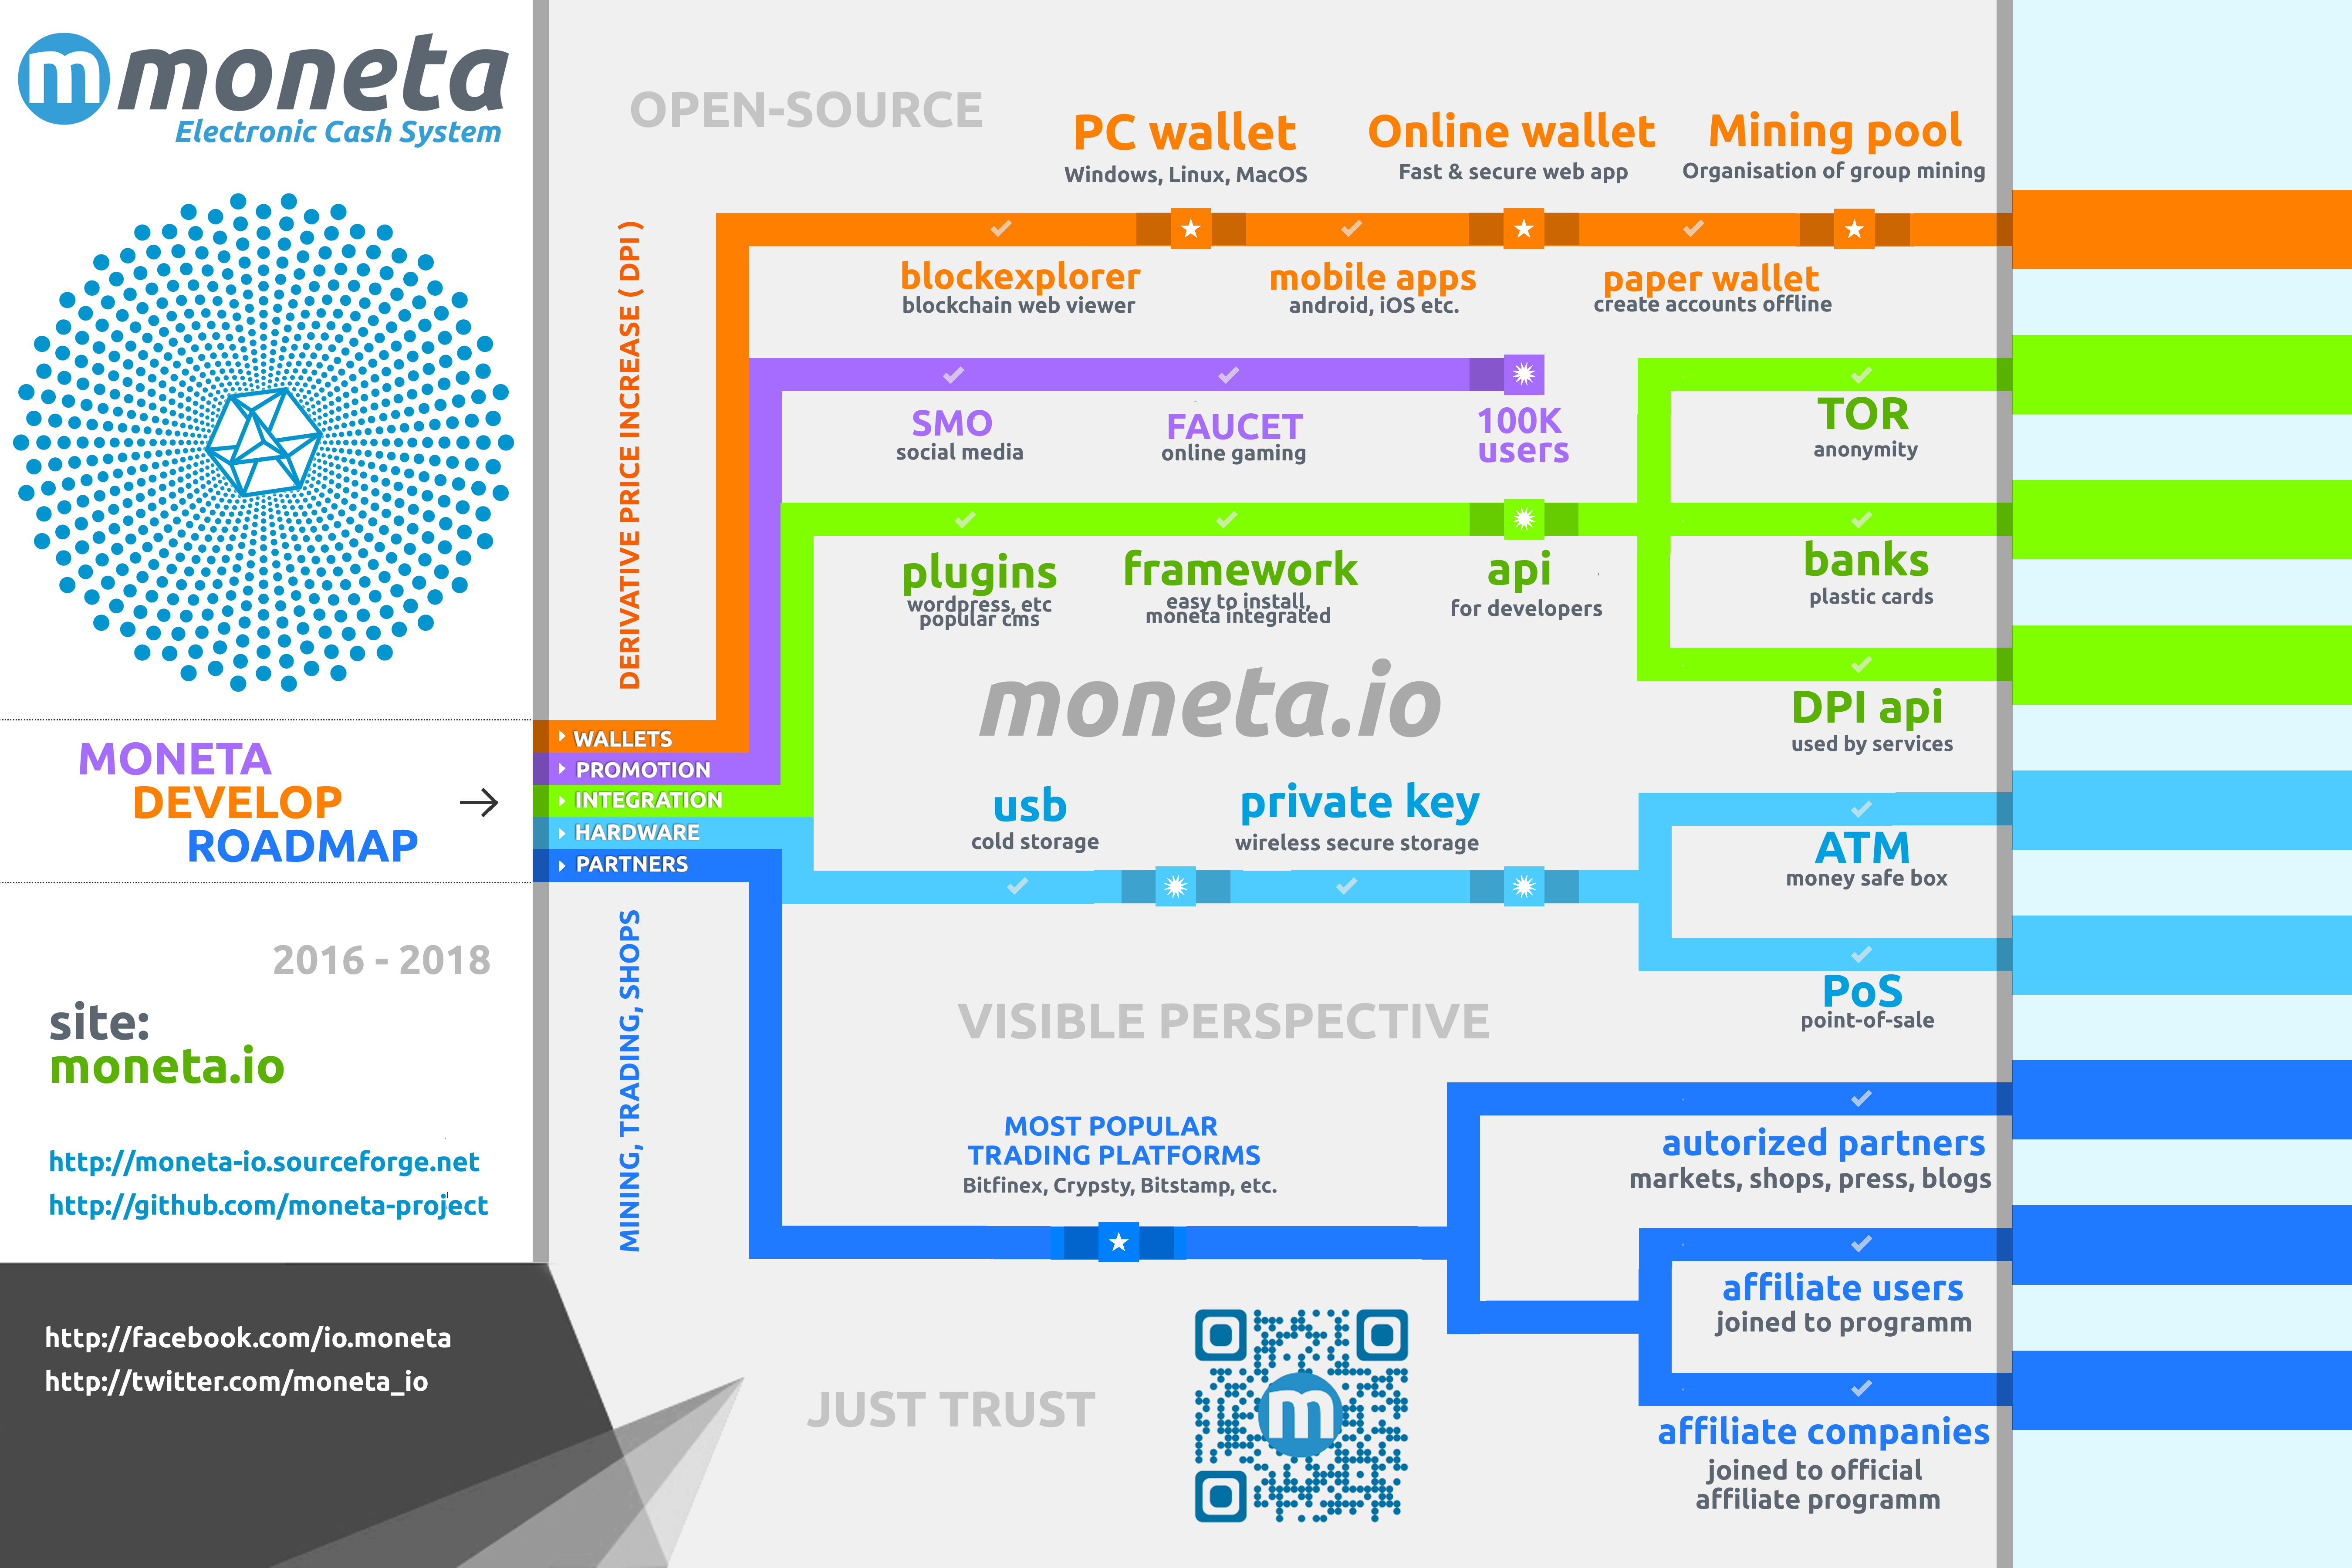 m moneta
Electronic Cash System
MONETA
DEVELOP
ROADMAP
2016 - 2018
site:
moneta.io
http://moneta-io.sourceforge.net
http://github.com/moneta-project
http://facebook.com/io.moneta
http://twitter.com/moneta_io
OPEN-SOURCE
DERIVATIVE PRICE INCREASE ( DPI )
WALLETS
PROMOTION
INTEGRATION
HARDWARE
PARTNERS
MINING, TRADING, SHOPS
PC wallet
Windows, Linux, MacOS
Online wallet
Fast & secure web app
Mining pool
Organisation of group mining
blockexplorer
blockchain web viewer
mobile apps
android, iOS etc.
paper wallet
create accounts offline
SMO
social media
FAUCET
online gaming
100K
users
TOR
anonymity
plugins
wordpress, etc
popular cms
framework
easy to install,
moneta integrated
api
for developers
banks
plastic cards
moneta.io
DPI api
used by services
usb
cold storage
private key
wireless secure storage
ATM
money safe box
PoS
point-of-sale
VISIBLE PERSPECTIVE
MOST POPULAR
TRADING PLATFORMS
Bitfinex, Crypsty, Bitstamp, etc.
autorized partners
markets, shops, press, blogs
affiliate users
joined to programm
affiliate companies
joined to official
affiliate programm
JUST TRUST
m